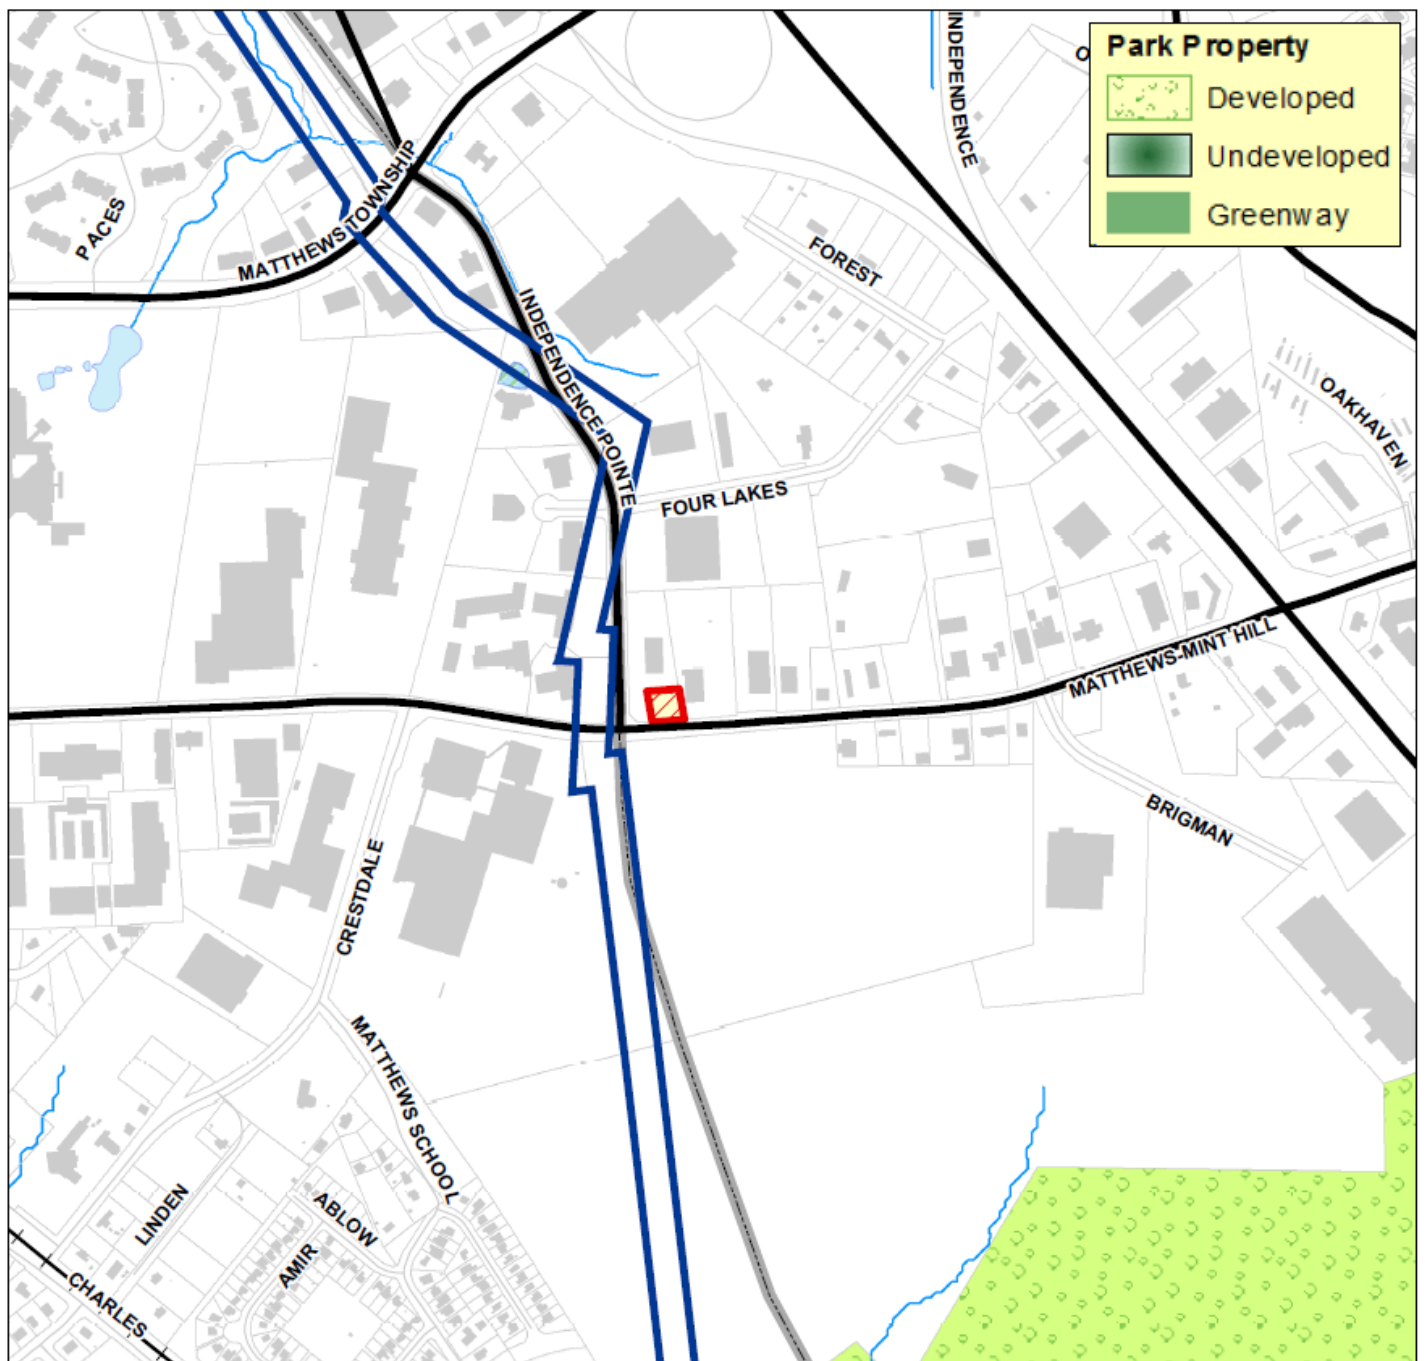 INDEPENDENCE
Park Property
Developed
Undeveloped
Greenway
PACES
MATTHEWS TOWNSHIP
FOREST
INDEPENDENCE POINTE
OAKHAVEN
FOUR LAKES
MATTHEWS-MINT HILL
BRIGMAN
CRESTDALE
MATTHEWS SCHOOL
LINDEN
ABLOW
AMIR
CHARLES